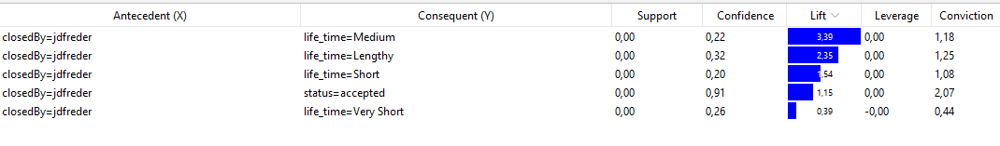 Antecedent (X) Consequent (Y) Support Confidence Lift Leverage Conviction
closedBy=jdfreder life_time=Medium 0,00 0,22 3,39 0,00 1,18
closedBy=jdfreder life_time=Lengthy 0,00 0,32 2,35 0,00 1,25
closedBy=jdfreder life_time=Short 0,00 0,20 1,54 0,00 1,08
closedBy=jdfreder status=accepted 0,00 0,91 1,15 0,00 2,07
closedBy=jdfreder life_time=Very Short 0,00 0,26 0,39 -0,00 0,44